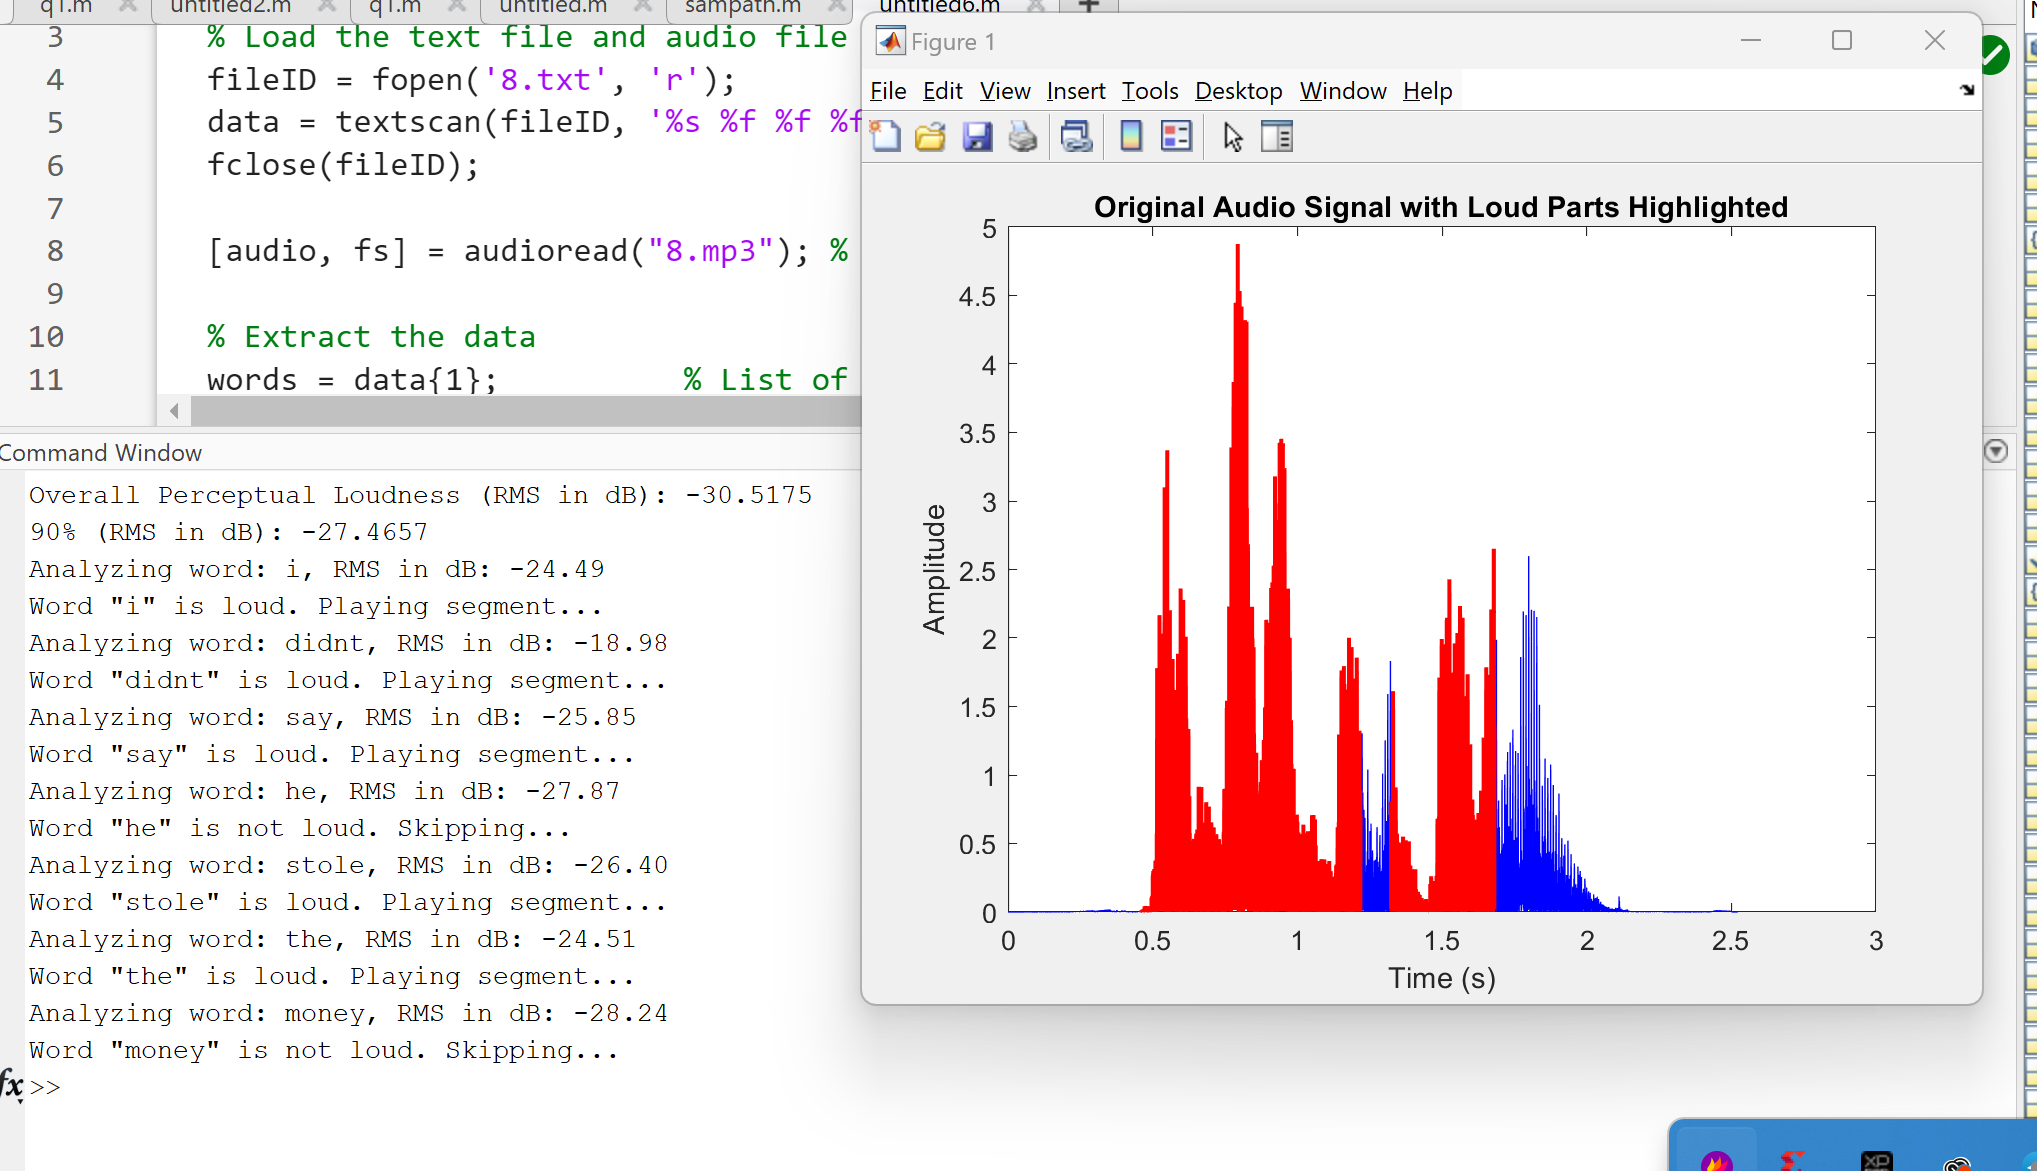 q1.m
untitled2.m
q1.m
untitled.m
sampath.m
untitled6.m
3 % Load the text file and audio file
4 fileID = fopen('8.txt', 'r');
5 data = textscan(fileID, '%s %f %f %f
6 fclose(fileID);
7
8 [audio, fs] = audioread("8.mp3"); %
9
10 % Extract the data
11 words = data{1}; % List of
Command Window
Overall Perceptual Loudness (RMS in dB): -30.5175
90% (RMS in dB): -27.4657
Analyzing word: i, RMS in dB: -24.49
Word "i" is loud. Playing segment...
Analyzing word: didnt, RMS in dB: -18.98
Word "didnt" is loud. Playing segment...
Analyzing word: say, RMS in dB: -25.85
Word "say" is loud. Playing segment...
Analyzing word: he, RMS in dB: -27.87
Word "he" is not loud. Skipping...
Analyzing word: stole, RMS in dB: -26.40
Word "stole" is loud. Playing segment...
Analyzing word: the, RMS in dB: -24.51
Word "the" is loud. Playing segment...
Analyzing word: money, RMS in dB: -28.24
Word "money" is not loud. Skipping...
fx >>
Figure 1
File Edit View Insert Tools Desktop Window Help
Original Audio Signal with Loud Parts Highlighted
Amplitude
5
4.5
4
3.5
3
2.5
2
1.5
1
0.5
0
0 0.5 1 1.5 2 2.5 3
Time (s)
XP